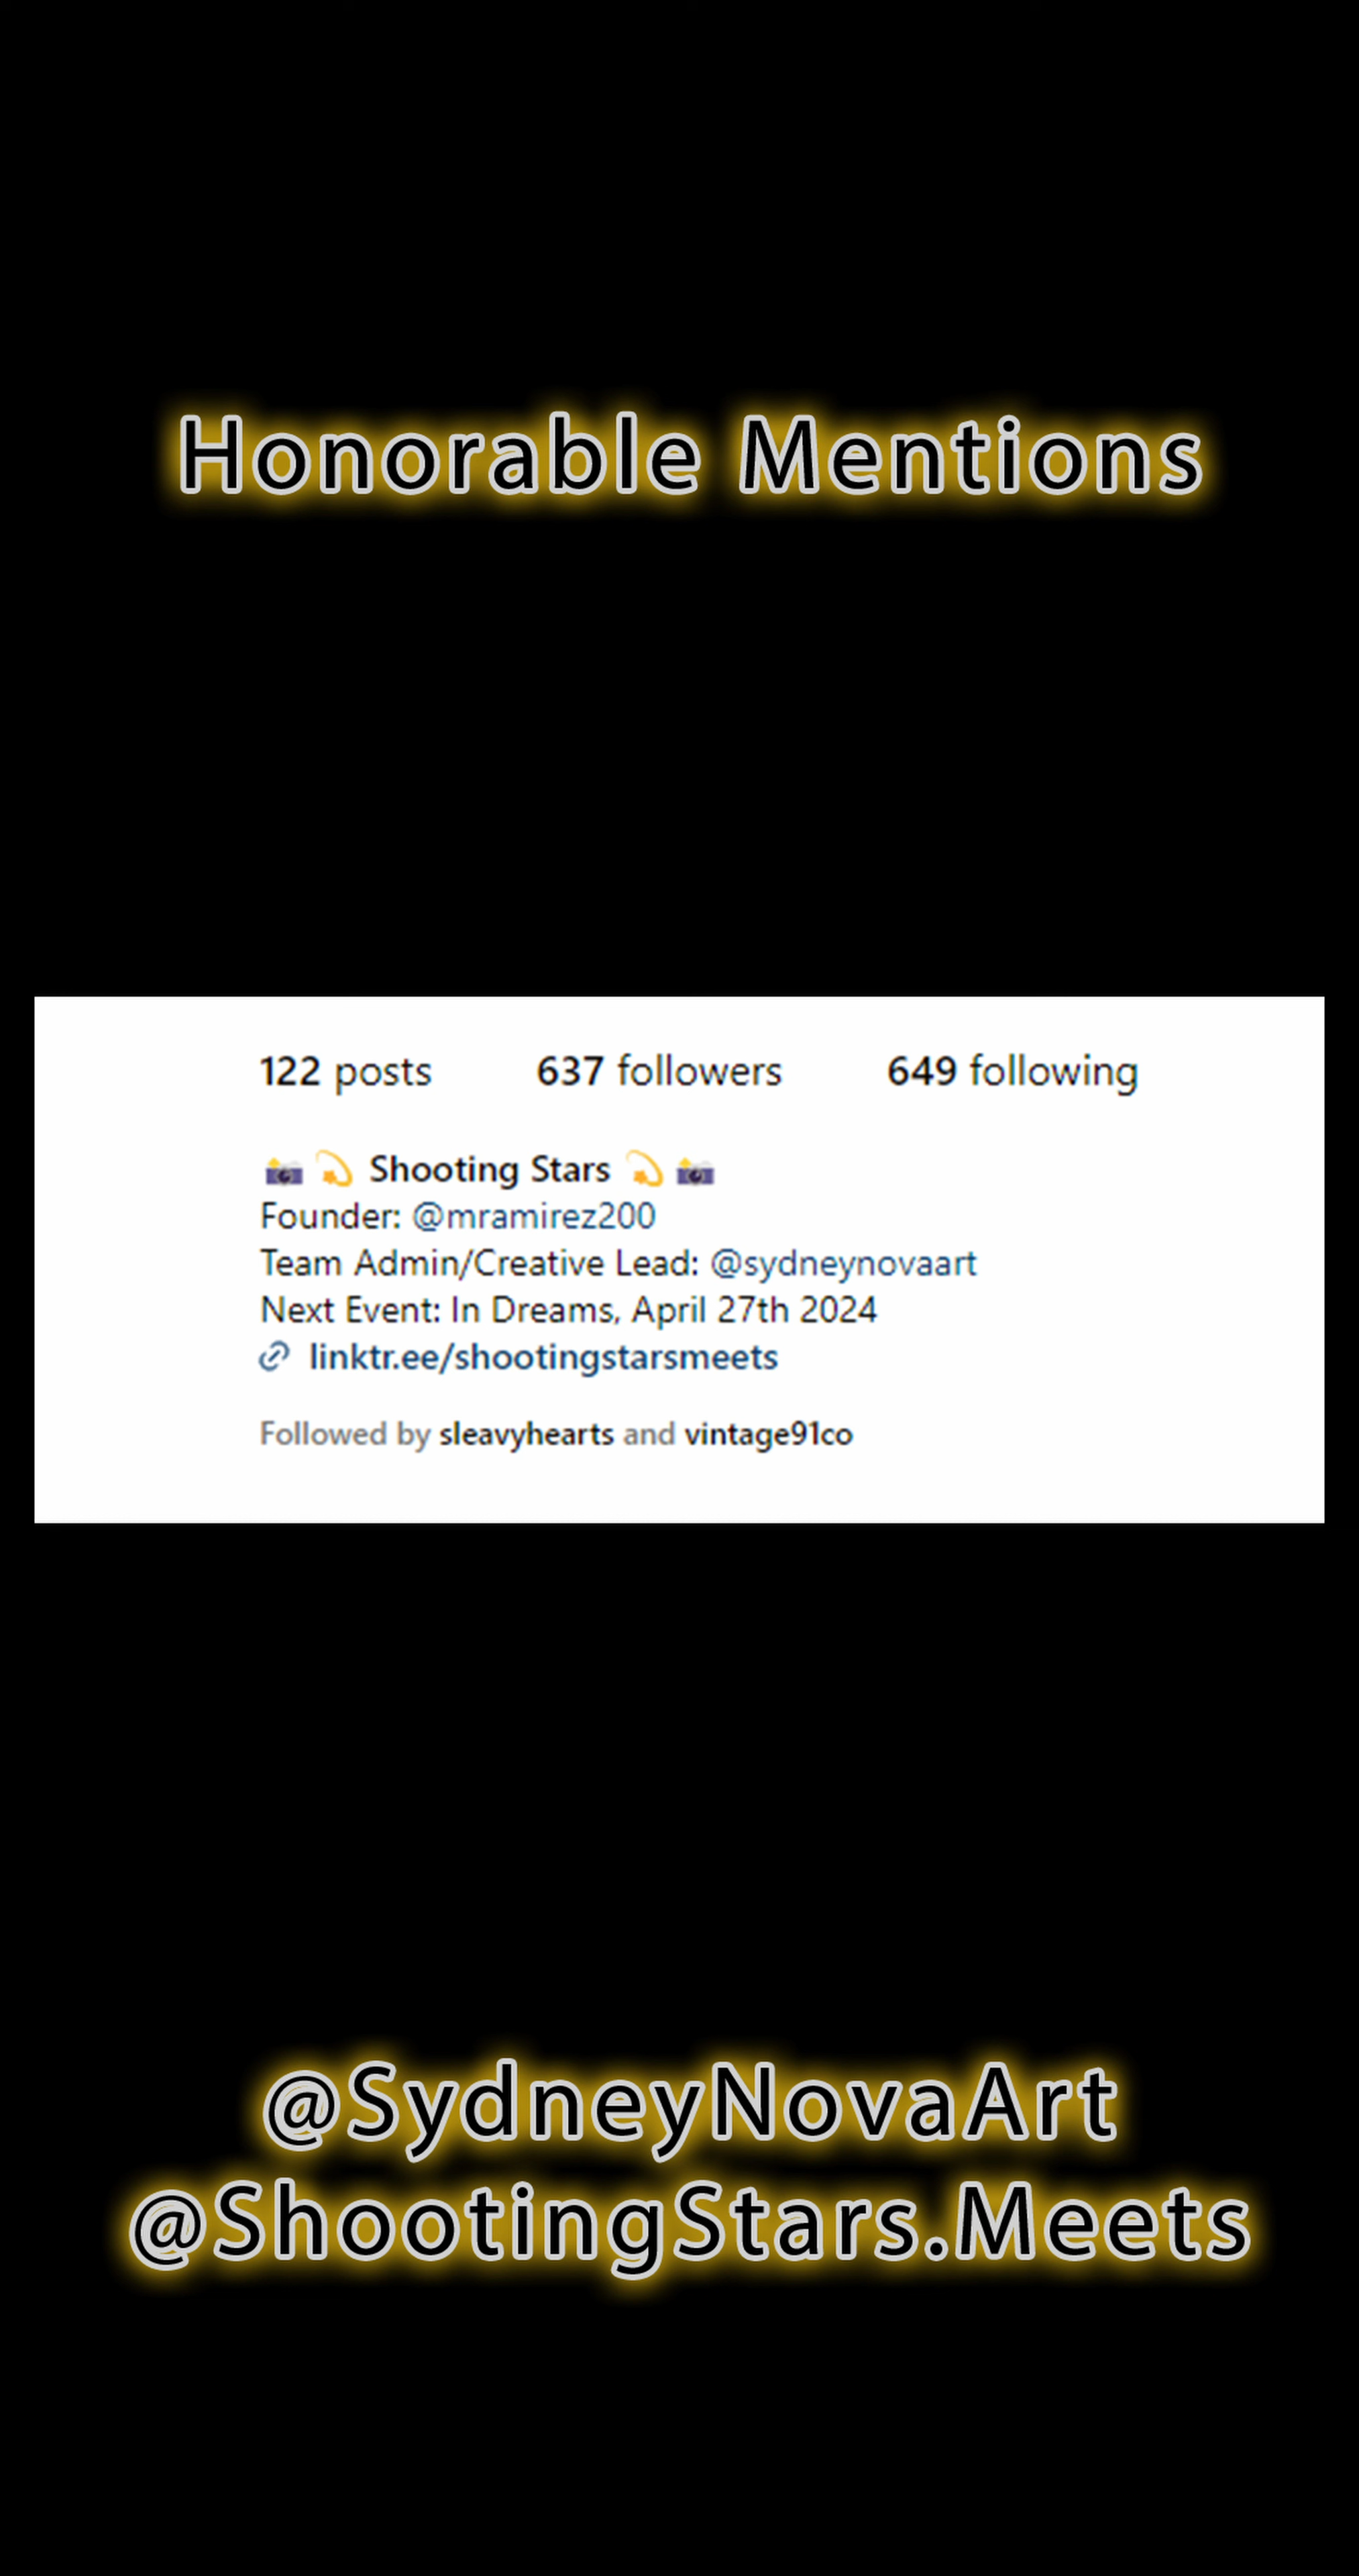 Honorable Mentions
122 posts 637 followers 649 following
📸 💫 Shooting Stars 💫 📸
Founder: @mramirez200
Team Admin/Creative Lead: @sydneynovaart
Next Event: In Dreams, April 27th 2024
linktr.ee/shootingstarsmeets
Followed by sleavyhearts and vintage91co
@SydneyNovaArt
@ShootingStars.Meets